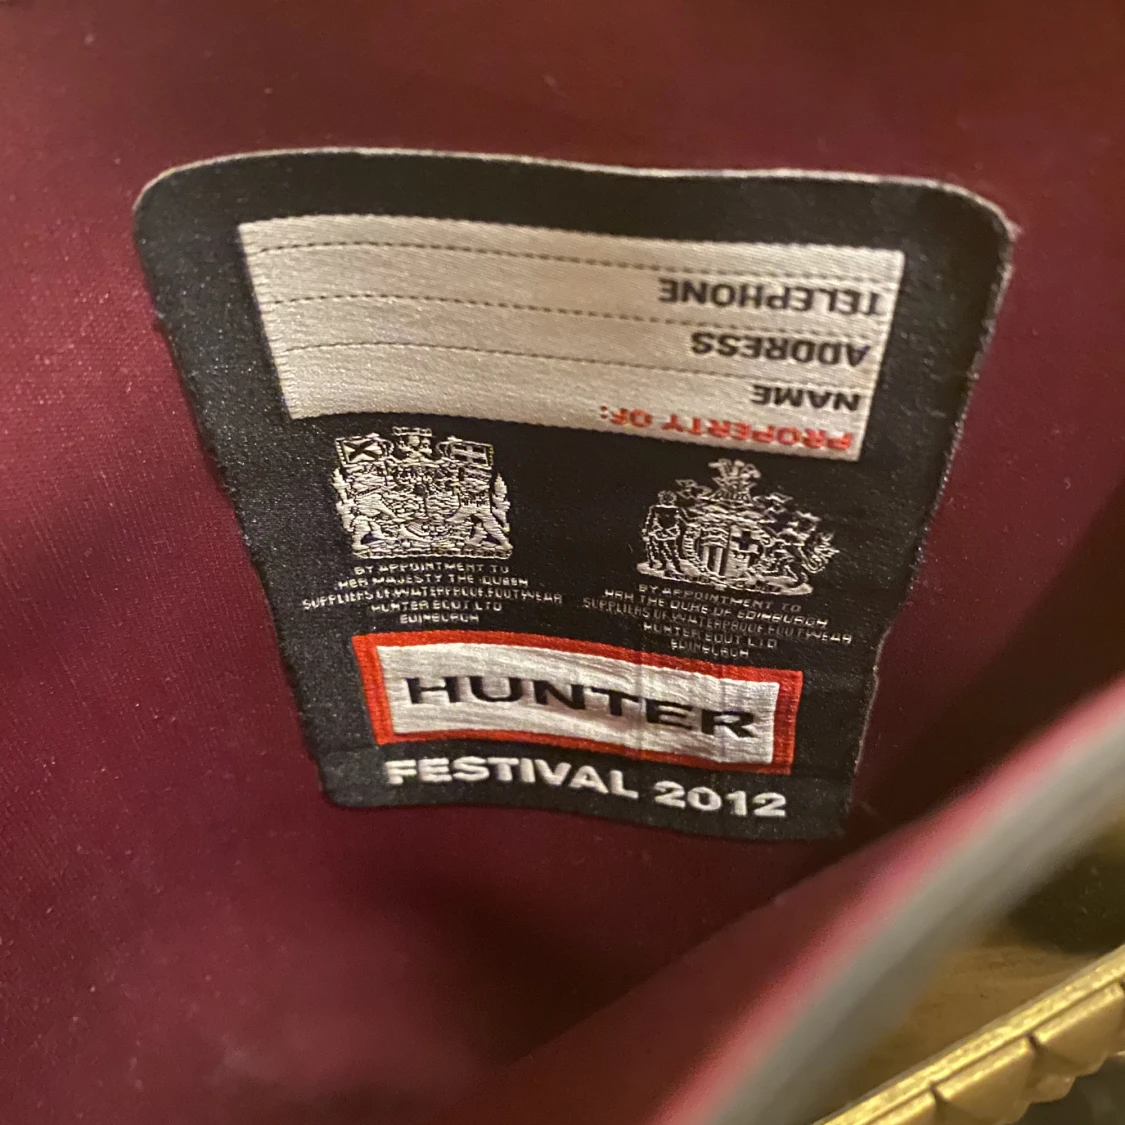 PROPERTY OF:
NAME
ADDRESS
TELEPHONE
BY APPOINTMENT TO
HER MAJESTY THE QUEEN
SUPPLIERS OF WATERPROOF FOOTWEAR
HUNTER BOOT LTD
EDINBURGH
BY APPOINTMENT TO
HRH THE DUKE OF EDINBURGH
SUPPLIERS OF WATERPROOF FOOTWEAR
HUNTER BOOT LTD
EDINBURGH
HUNTER
FESTIVAL 2012